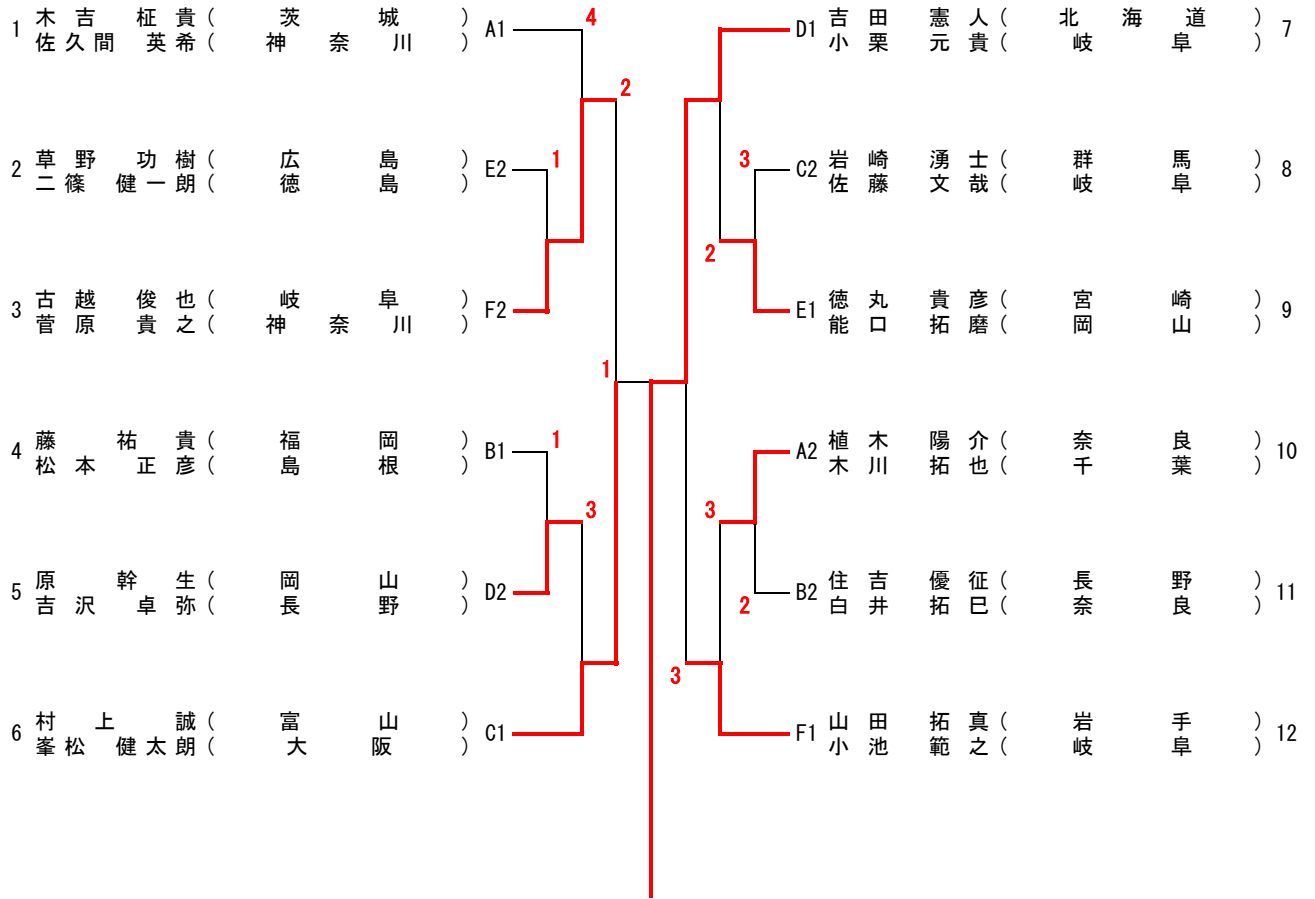 1 木吉 柾貴(茨城) A1
佐久間 英希(神奈川)
4
2
2 草野 功樹(広島) E2
二篠 健一朗(徳島)
1
3 古越 俊也(岐阜) F2
菅原 貴之(神奈川)
1
4 藤 祐貴(福岡) B1
松本 正彦(島根)
1
3
5 原 幹生(岡山) D2
吉沢 卓弥(長野)
6 村上 誠(富山) C1
峯松 健太朗(大阪)
D1 吉田 憲人(北海道) 7
小栗 元貴(岐阜)
3
C2 岩崎 湧士(群馬) 8
佐藤 文哉(岐阜)
2
E1 徳丸 貴彦(宮崎) 9
能口 拓磨(岡山)
A2 植木 陽介(奈良) 10
木川 拓也(千葉)
3
B2 住吉 優征(長野) 11
白井 拓巳(奈良)
2
3
F1 山田 拓真(岩手) 12
小池 範之(岐阜)